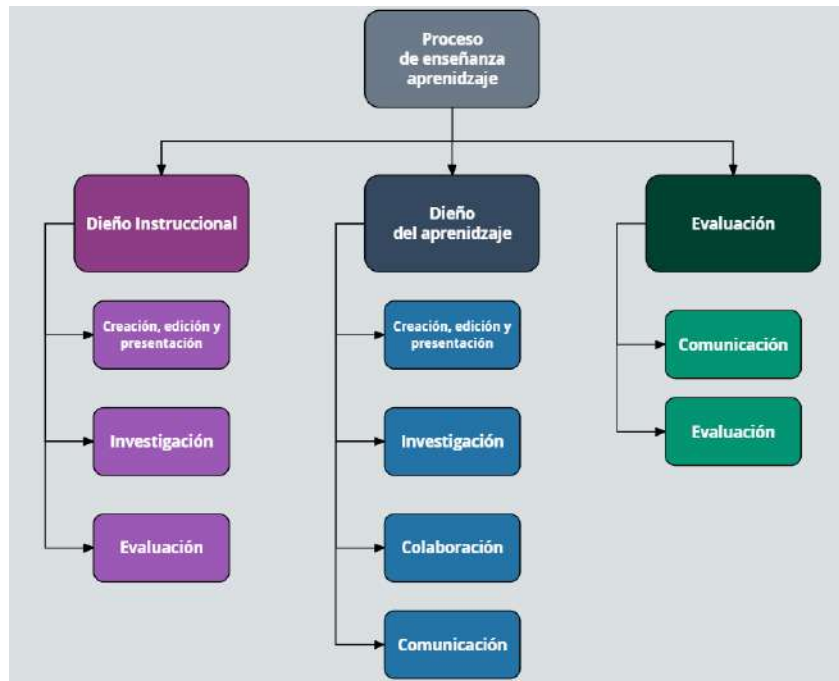 Proceso
de enseñanza
aprenidzaje
Dieño Instruccional
Creación, edición y
presentación
Investigación
Evaluación
Dieño
del aprenidzaje
Creación, edición y
presentación
Investigación
Colaboración
Comunicación
Evaluación
Comunicación
Evaluación